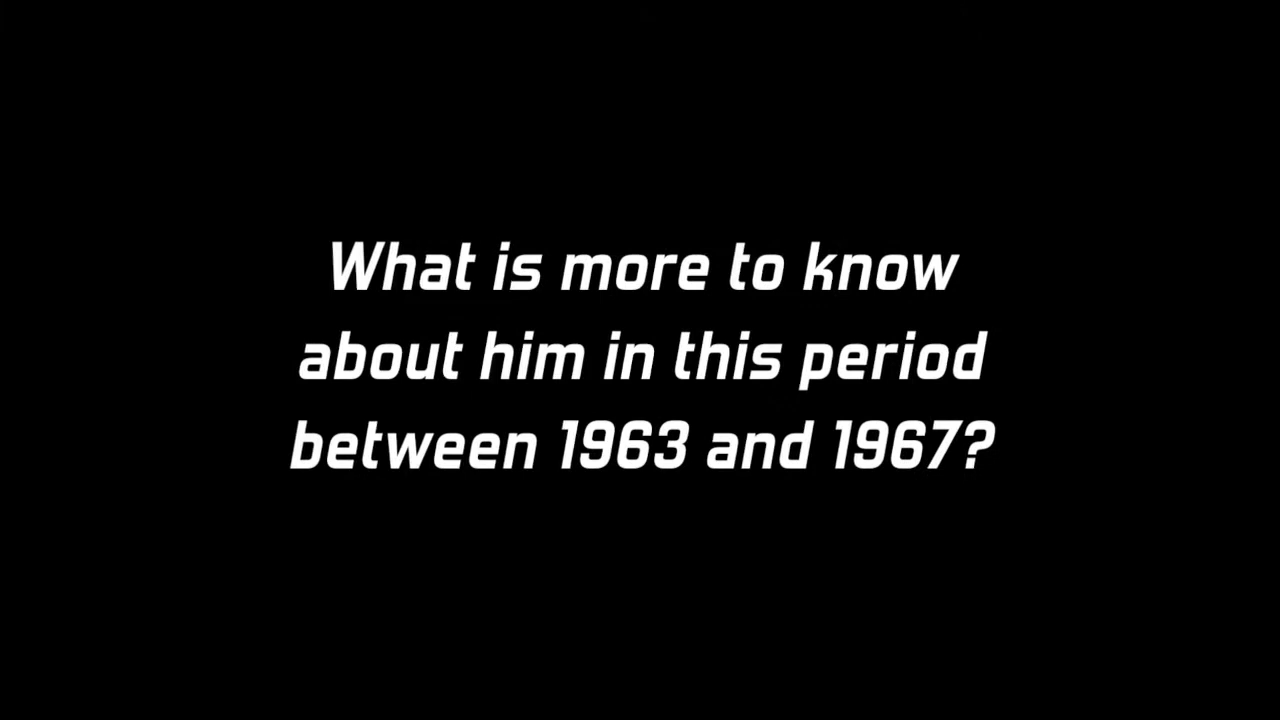 What is more to know
about him in this period
between 1963 and 1967?